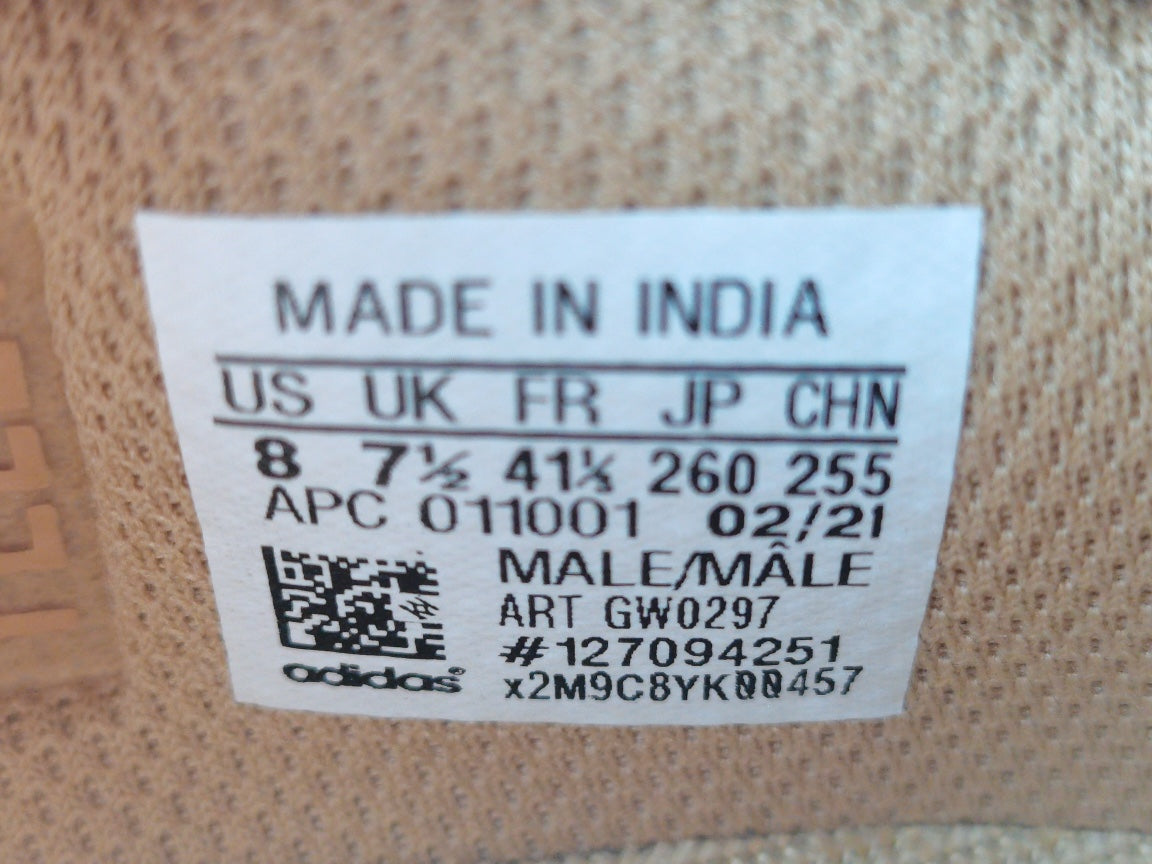 MADE IN INDIA
US UK FR JP CHN
8 7½ 41⅓ 260 255
APC 011001 02/21
MALE/MÂLE
ART GW0297
#127094251
x2M9C8YK00457
adidas®